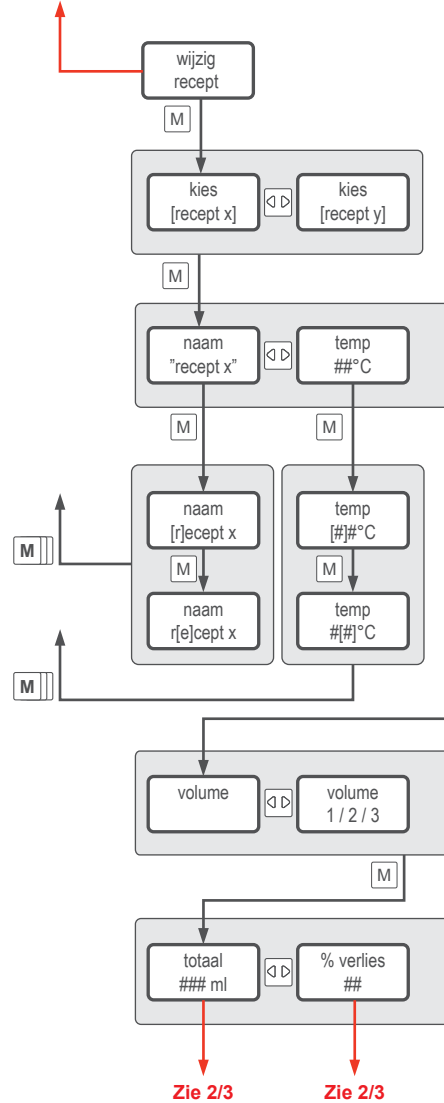 wijzig
recept
M
kies
[recept x]
kies
[recept y]
M
naam
”recept x”
temp
##°C
M
M
naam
[r]ecept x
temp
[#]#°C
M
M
M
naam
r[e]cept x
temp
#[#]°C
M
volume
volume
1 / 2 / 3
M
totaal
### ml
% verlies
##
Zie 2/3
Zie 2/3